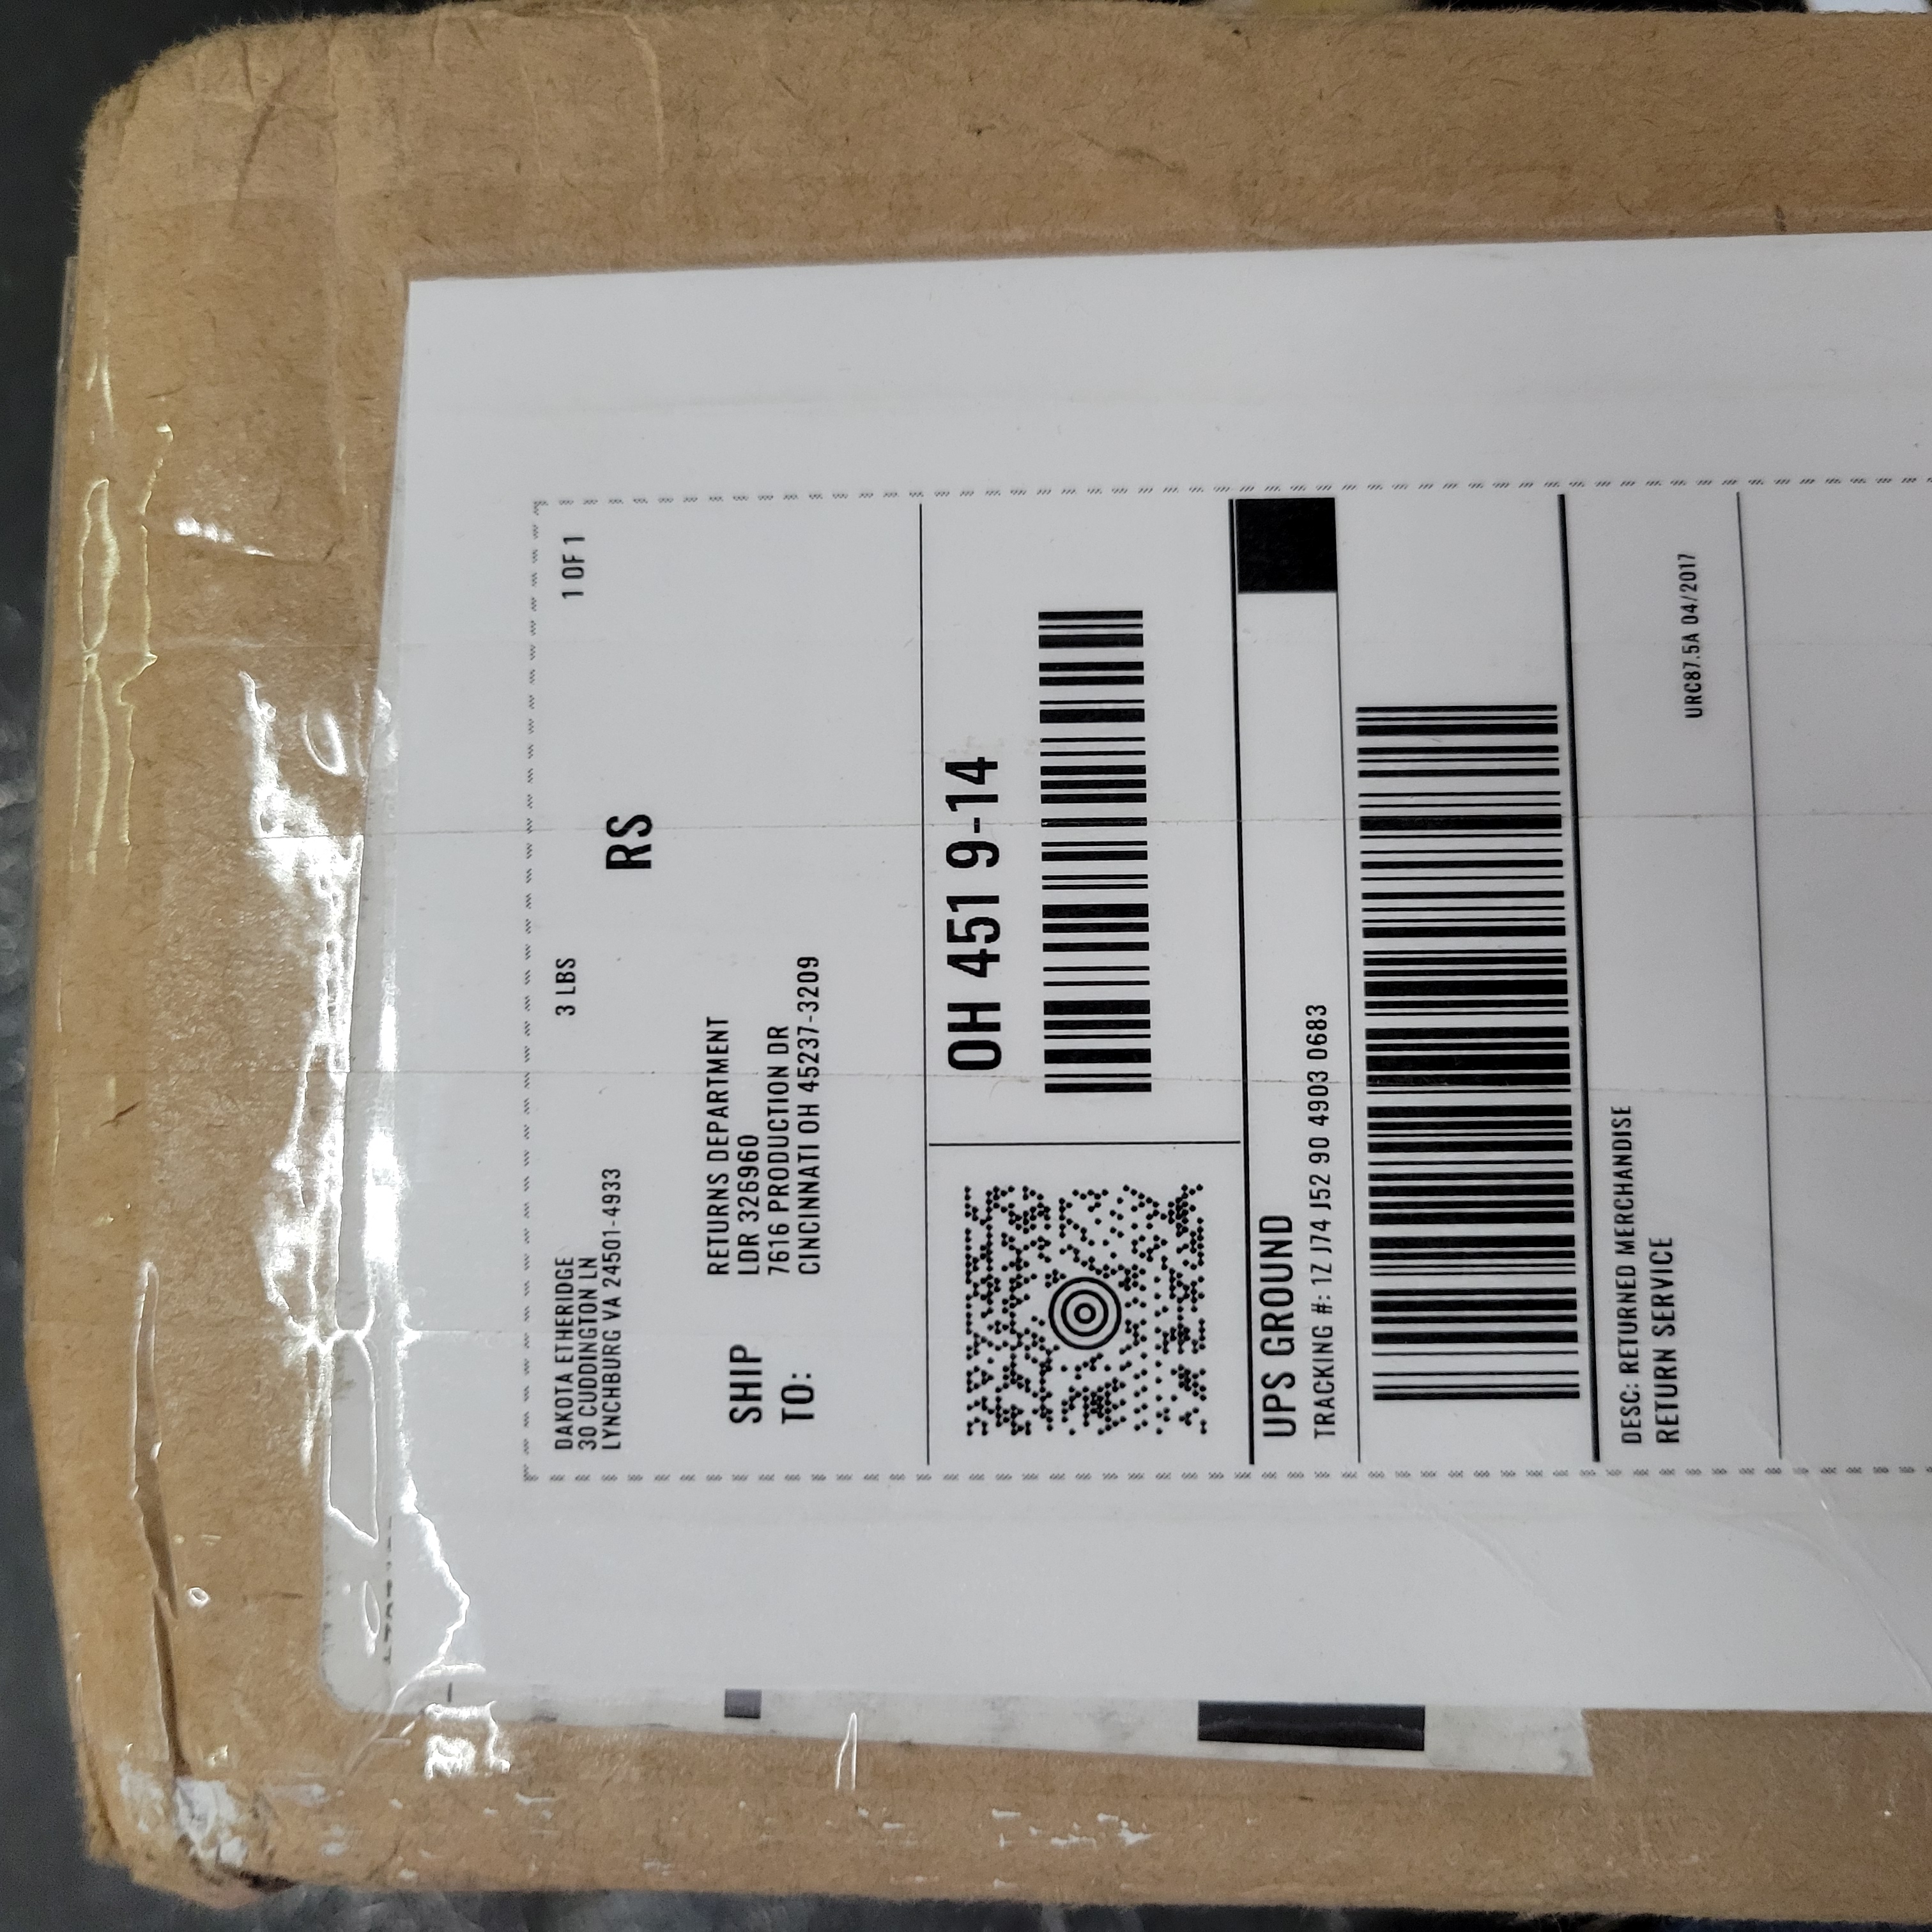 DAKOTA ETHERIDGE
30 CUDDINGTON LN
LYNCHBURG VA 24501-4933
3 LBS
1 OF 1
RS
SHIP
TO:
RETURNS DEPARTMENT
LDR 326960
7616 PRODUCTION DR
CINCINNATI OH 45237-3209
OH 451 9-14
UPS GROUND
TRACKING #: 1Z J74 J52 90 4903 0683
DESC: RETURNED MERCHANDISE
RETURN SERVICE
URC87.5A 04/2017